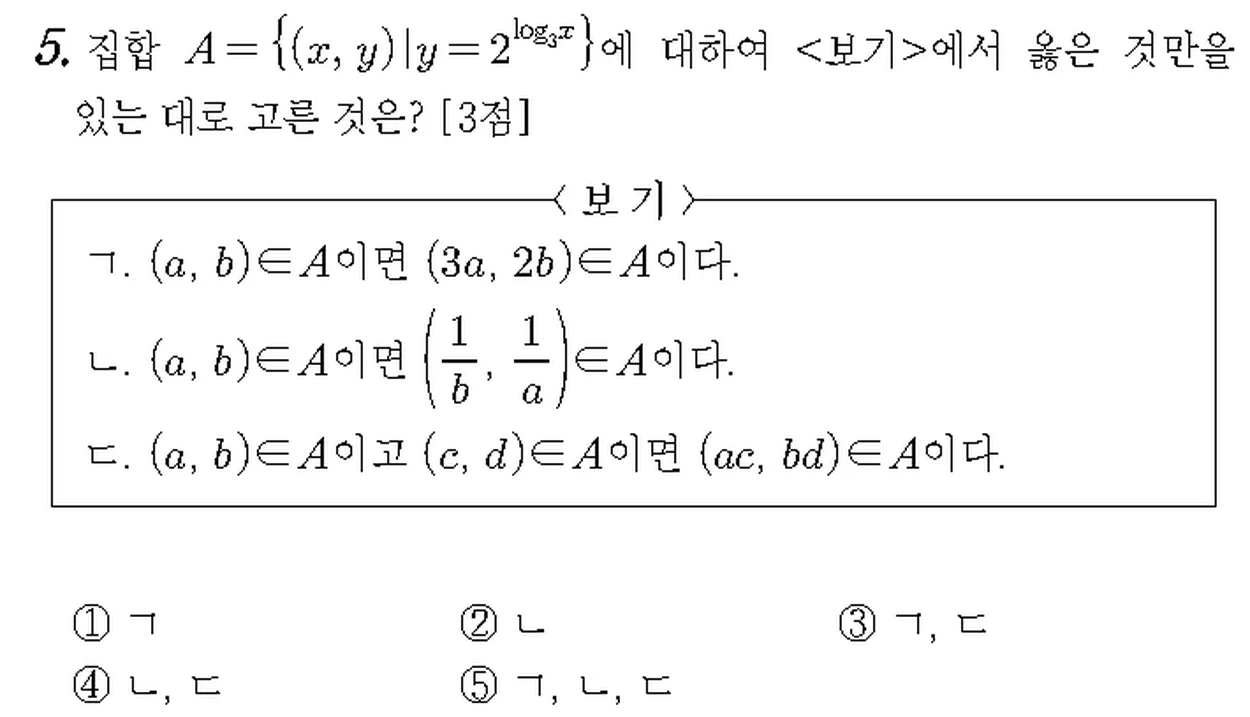 5. 집합 A={(x, y)|y=2^{log₃x}}에 대하여 <보기>에서 옳은 것만을
있는 대로 고른 것은? [3점]
〈 보 기 〉
ㄱ. (a, b)∈A이면 (3a, 2b)∈A이다.
ㄴ. (a, b)∈A이면 (1/b, 1/a)∈A이다.
ㄷ. (a, b)∈A이고 (c, d)∈A이면 (ac, bd)∈A이다.
① ㄱ ② ㄴ ③ ㄱ, ㄷ
④ ㄴ, ㄷ ⑤ ㄱ, ㄴ, ㄷ